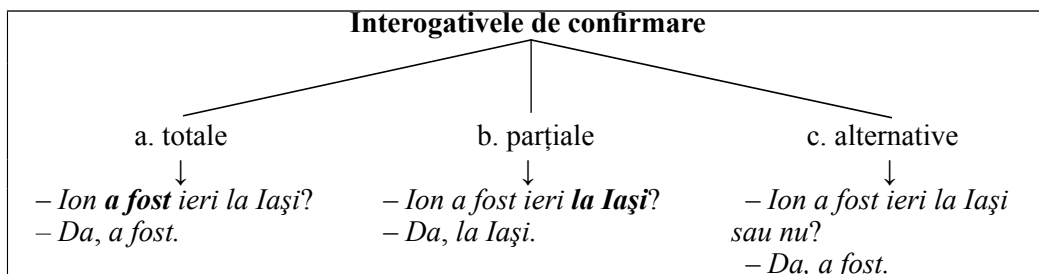 Interogativele de confirmare
a. totale b. parțiale c. alternative
↓ ↓ ↓
– Ion a fost ieri la Iaşi? – Ion a fost ieri la Iaşi? – Ion a fost ieri la Iaşi
– Da, a fost. – Da, la Iaşi. sau nu?
– Da, a fost.